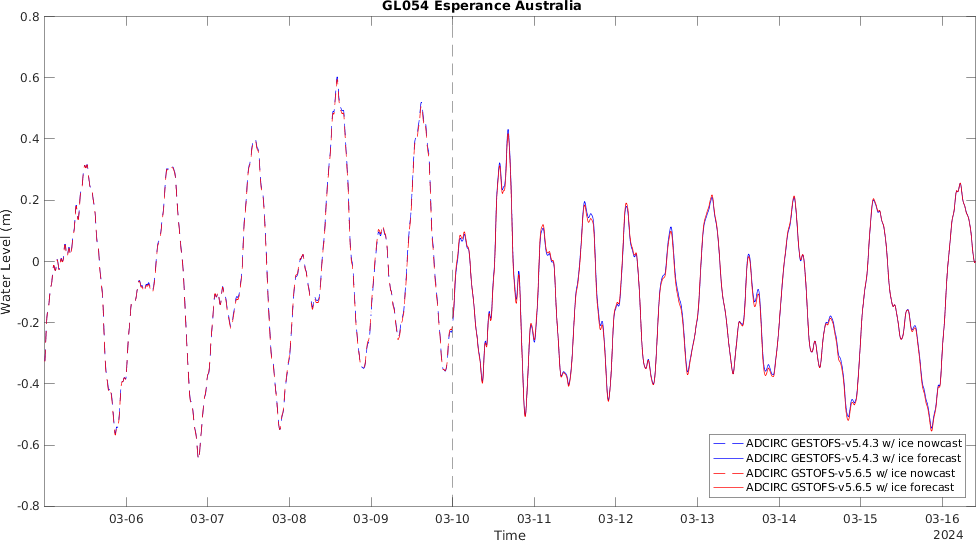 GL054 Esperance Australia
Water Level (m)
0.8
0.6
0.4
0.2
0
-0.2
-0.4
-0.6
-0.8
03-06 03-07 03-08 03-09 03-10 03-11 03-12 03-13 03-14 03-15 03-16
Time
2024
ADCIRC GESTOFS-v5.4.3 w/ ice nowcast
ADCIRC GESTOFS-v5.4.3 w/ ice forecast
ADCIRC GSTOFS-v5.6.5 w/ ice nowcast
ADCIRC GSTOFS-v5.6.5 w/ ice forecast